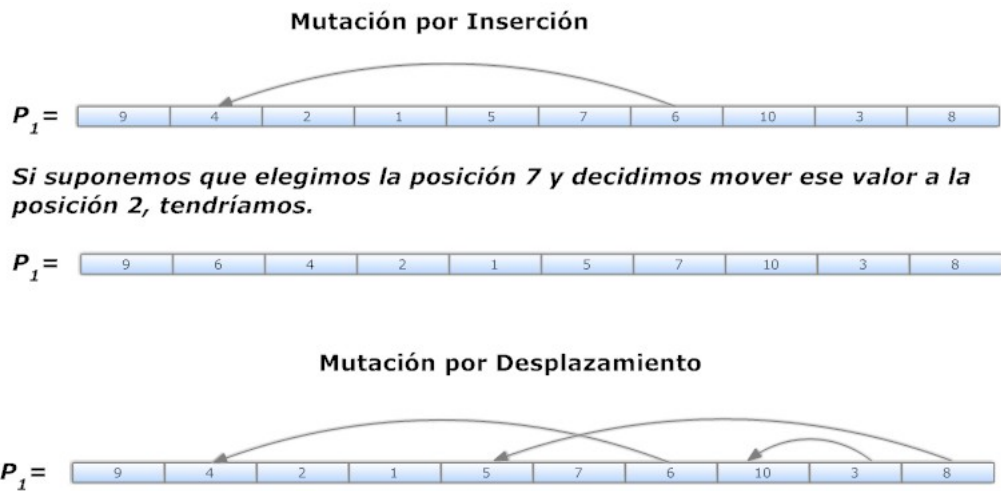 Mutación por Inserción
P1= 9 4 2 1 5 7 6 10 3 8
Si suponemos que elegimos la posición 7 y decidimos mover ese valor a la
posición 2, tendríamos.
P1= 9 6 4 2 1 5 7 10 3 8
Mutación por Desplazamiento
P1= 9 4 2 1 5 7 6 10 3 8